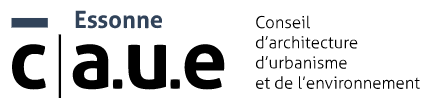 Essonne
c|a.u.e
Conseil
d'architecture
d'urbanisme
et de l'environnement